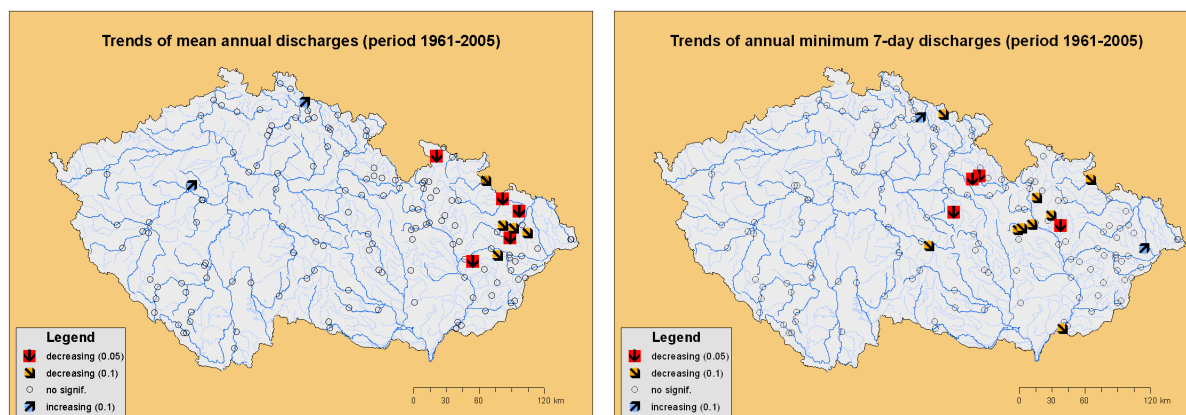 Trends of mean annual discharges (period 1961-2005)
Legend
decreasing (0.05)
decreasing (0.1)
no signif.
increasing (0.1)
0 30 60 120 km
Trends of annual minimum 7-day discharges (period 1961-2005)
Legend
decreasing (0.05)
decreasing (0.1)
no signif.
increasing (0.1)
0 30 60 120 km